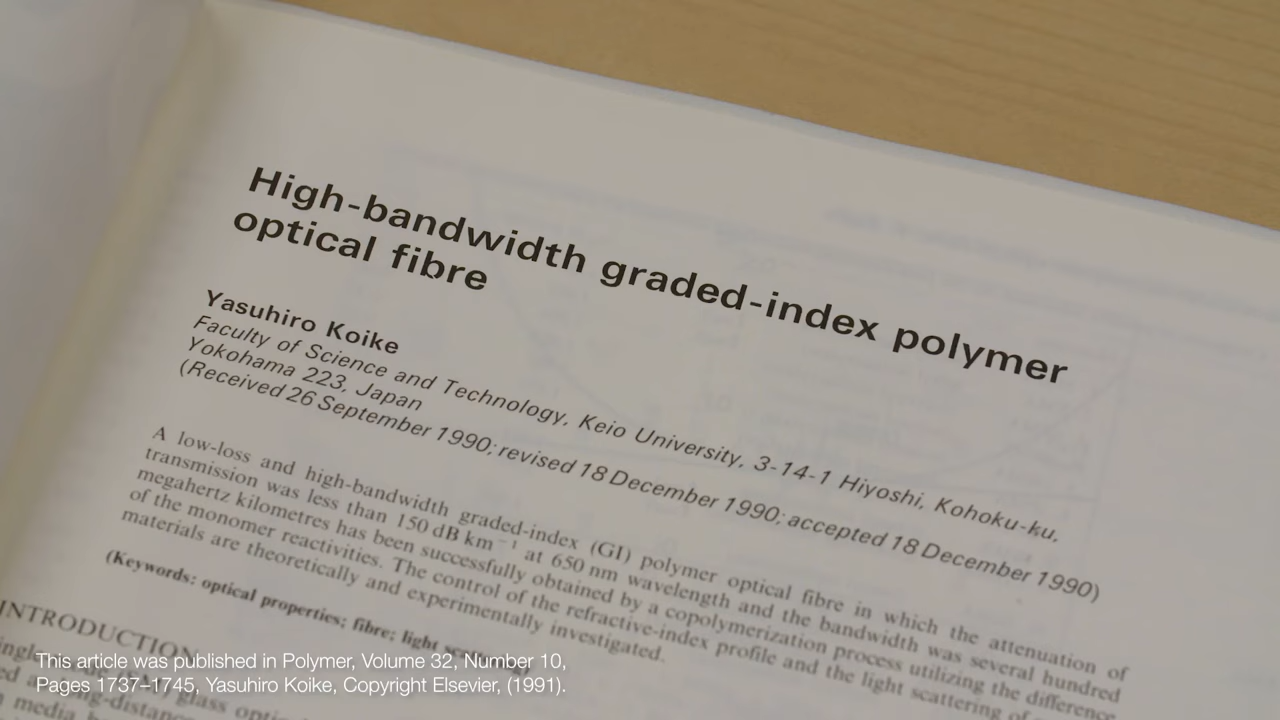 High-bandwidth graded-index polymer
optical fibre
Yasuhiro Koike
Faculty of Science and Technology, Keio University, 3-14-1 Hiyoshi, Kohoku-ku,
Yokohama 223, Japan
(Received 26 September 1990; revised 18 December 1990; accepted 18 December 1990)
A low-loss and high-bandwidth graded-index (GI) polymer optical fibre in which the attenuation of
transmission was less than 150 dB km⁻¹ at 650 nm wavelength and the bandwidth was several hundred
megahertz kilometres has been successfully obtained by a copolymerization process utilizing the difference
of the monomer reactivities. The control of the refractive-index profile and the light scattering of
materials are theoretically and experimentally investigated.
(Keywords: optical properties; fibre; light
INTRODUCTION
glass
long-distance
media
This article was published in Polymer, Volume 32, Number 10,
Pages 1737–1745, Yasuhiro Koike, Copyright Elsevier, (1991).